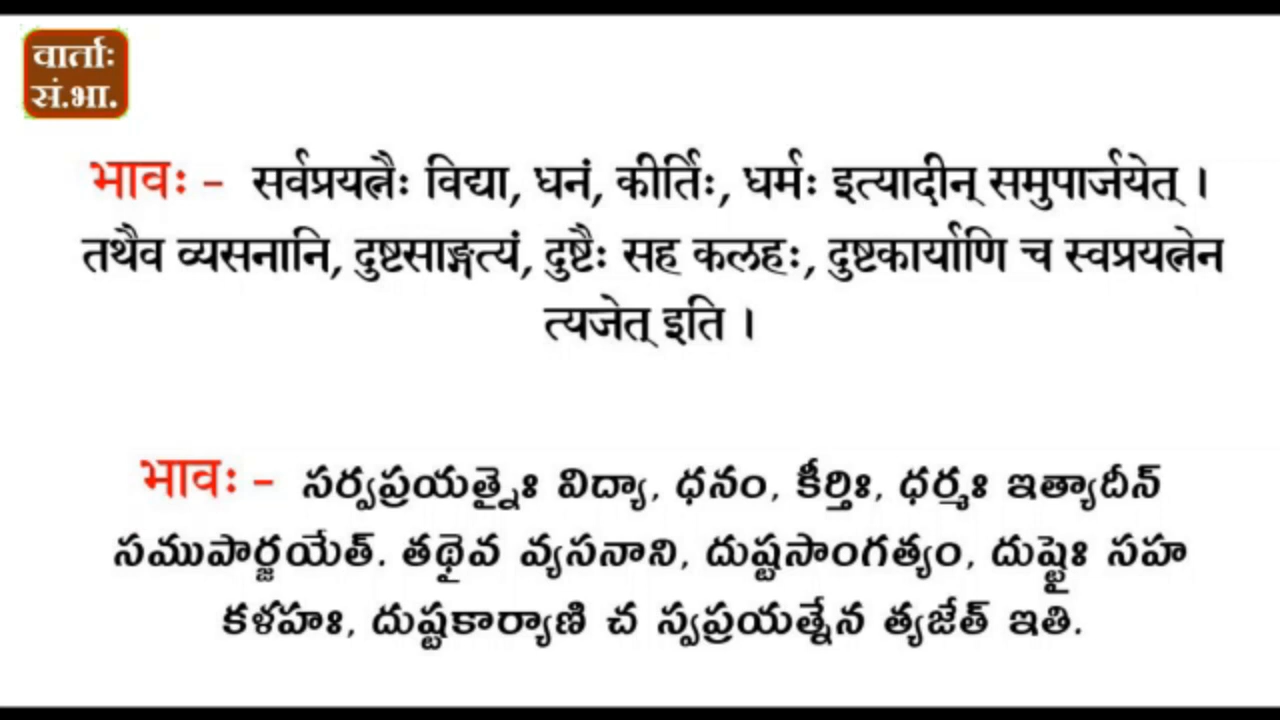 वार्ताः
सं.भा.
भावः - सर्वप्रयत्नैः विद्या, धनं, कीर्तिः, धर्मः इत्यादीन् समुपार्जयेत् ।
तथैव व्यसनानि, दुष्टसाङ्गत्यं, दुष्टैः सह कलहः, दुष्टकार्याणि च स्वप्रयत्नेन
त्यजेत् इति ।
भावः - సర్వప్రయత్నైః విద్యా, ధనం, కీర్తిః, ధర్మః ఇత్యాదీన్
సముపార్జయేత్. తథైవ వ్యసనాని, దుష్టసాంగత్యం, దుష్టైః సహ
కళహః, దుష్టకార్యాణి చ స్వప్రయత్నేన త్యజేత్ ఇతి.